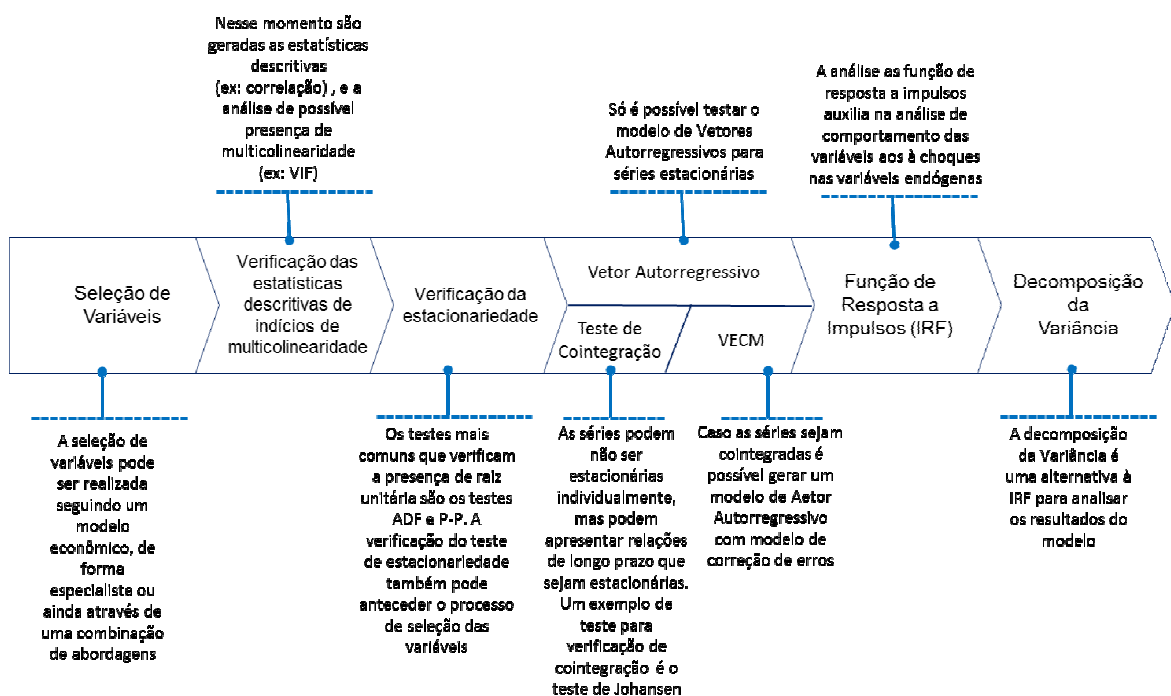 Nesse momento são
geradas as estatísticas
descritivas
(ex: correlação) , e a
análise de possível
presença de
multicolinearidade
(ex: VIF)
Só é possível testar o
modelo de Vetores
Autorregressivos para
séries estacionárias
A análise as função de
resposta a impulsos
auxilia na análise de
comportamento das
variáveis aos à choques
nas variáveis endógenas
Seleção de
Variáveis
Verificação das
estatísticas
descritivas de
indícios de
multicolinearidade
Verificação da
estacionariedade
Vetor Autorregressivo
Teste de
Cointegração
VECM
Função de
Resposta a
Impulsos (IRF)
Decomposição
da
Variância
A seleção de
variáveis pode
ser realizada
seguindo um
modelo
econômico, de
forma
especialista ou
ainda através de
uma combinação
de abordagens
Os testes mais
comuns que verificam
a presença de raiz
unitária são os testes
ADF e P-P. A
verificação do teste
de estacionariedade
também pode
anteceder o processo
de seleção das
variáveis
As séries podem
não ser
estacionárias
individualmente,
mas podem
apresentar relações
de longo prazo que
sejam estacionárias.
Um exemplo de
teste para
verificação de
cointegração é o
teste de Johansen
Caso as séries sejam
cointegradas é
possível gerar um
modelo de Aetor
Autorregressivo
com modelo de
correção de erros
A decomposição
da Variância é
uma alternativa à
IRF para analisar
os resultados do
modelo